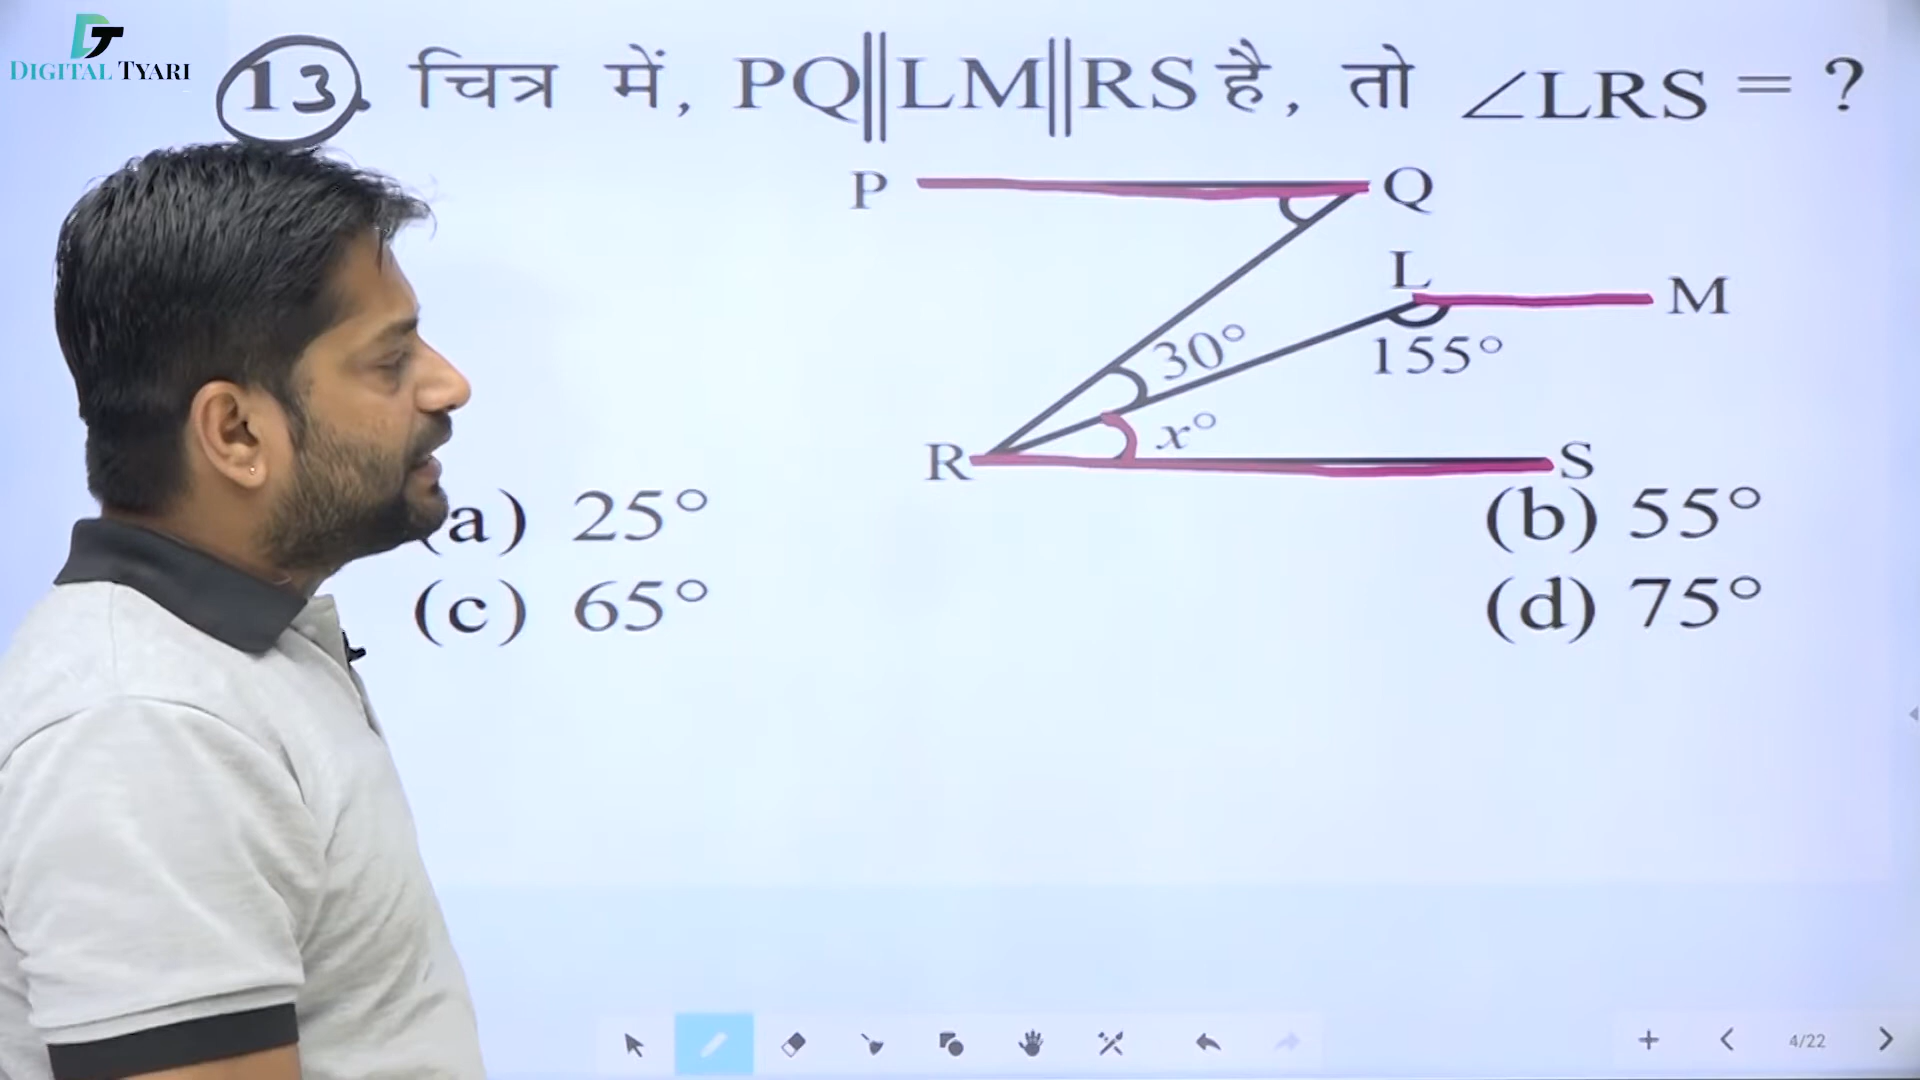 DIGITAL TYARI
13. चित्र में, PQ||LM||RS है, तो ∠LRS = ?
P Q
L M
30° 155°
x°
R S
(a) 25° (b) 55°
(c) 65° (d) 75°
4/22